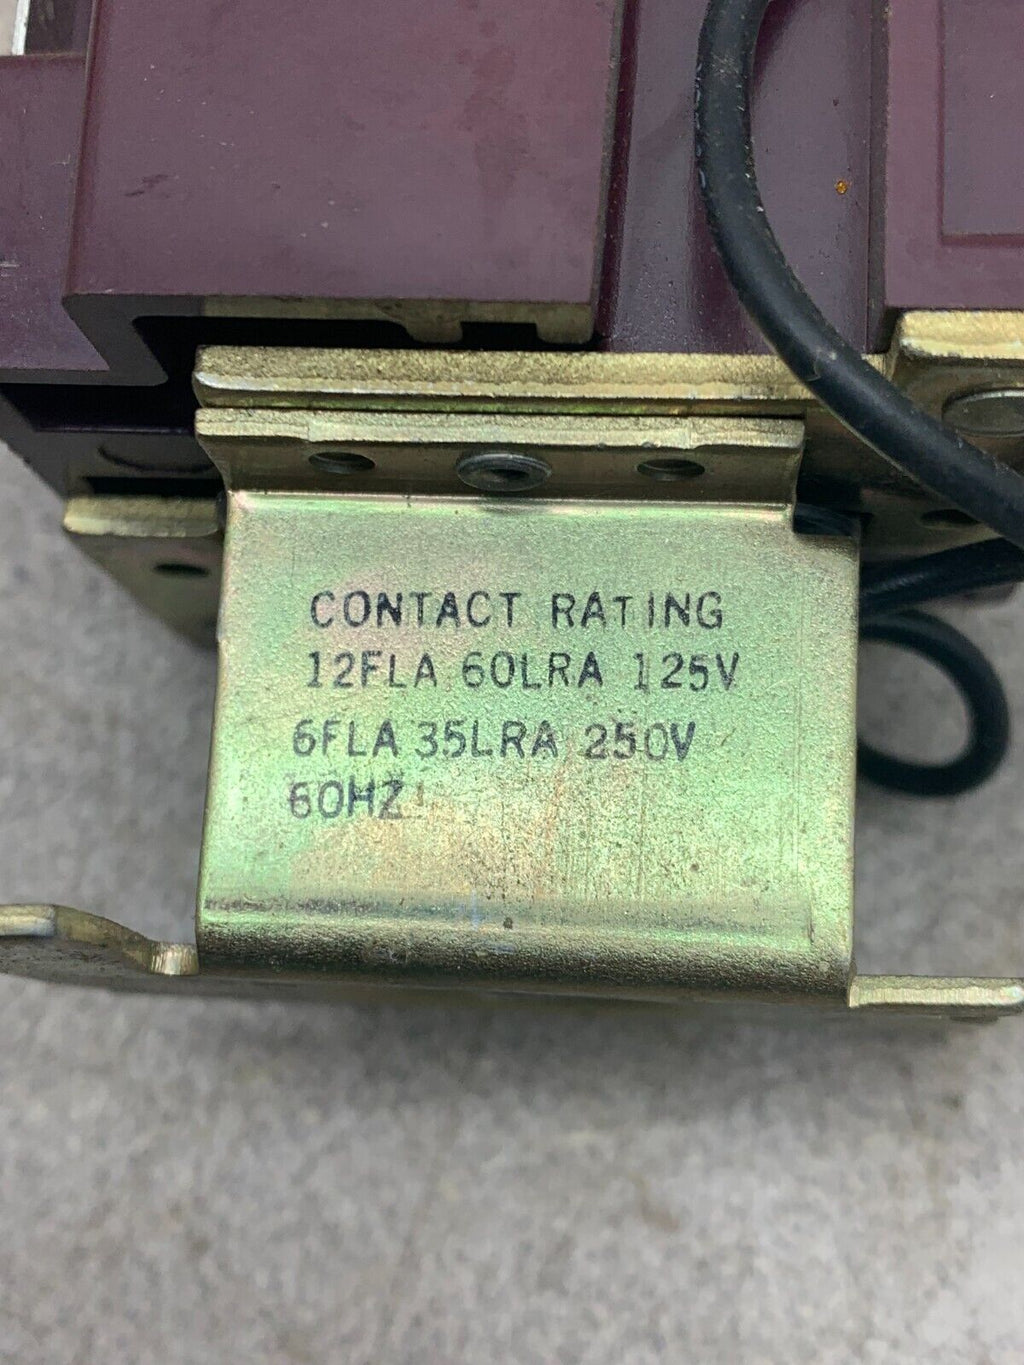 CONTACT RATING
12FLA 60LRA 125V
6FLA 35LRA 250V
60HZ